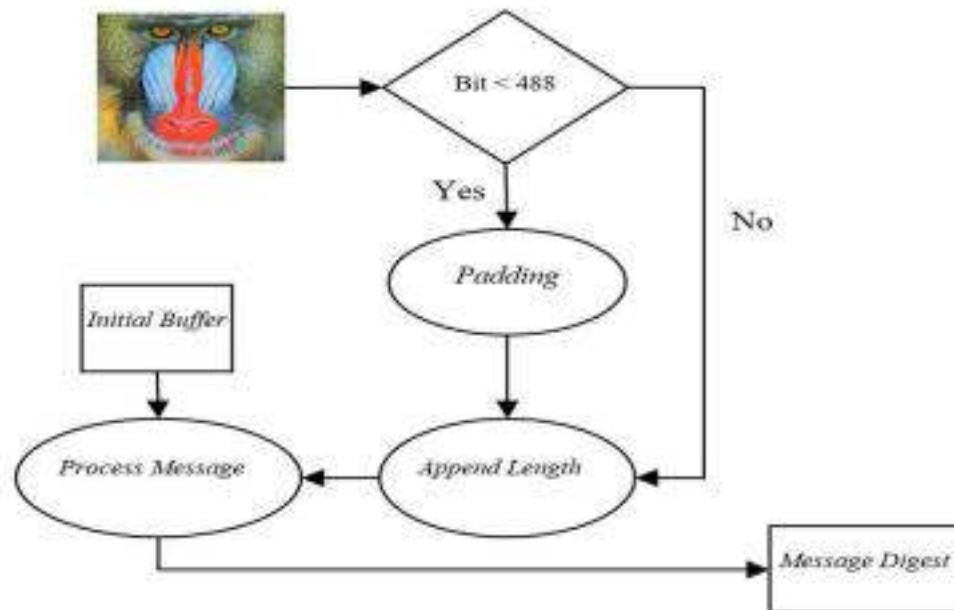 Bit < 488
Yes
No
Padding
Initial Buffer
Process Message
Append Length
Message Digest